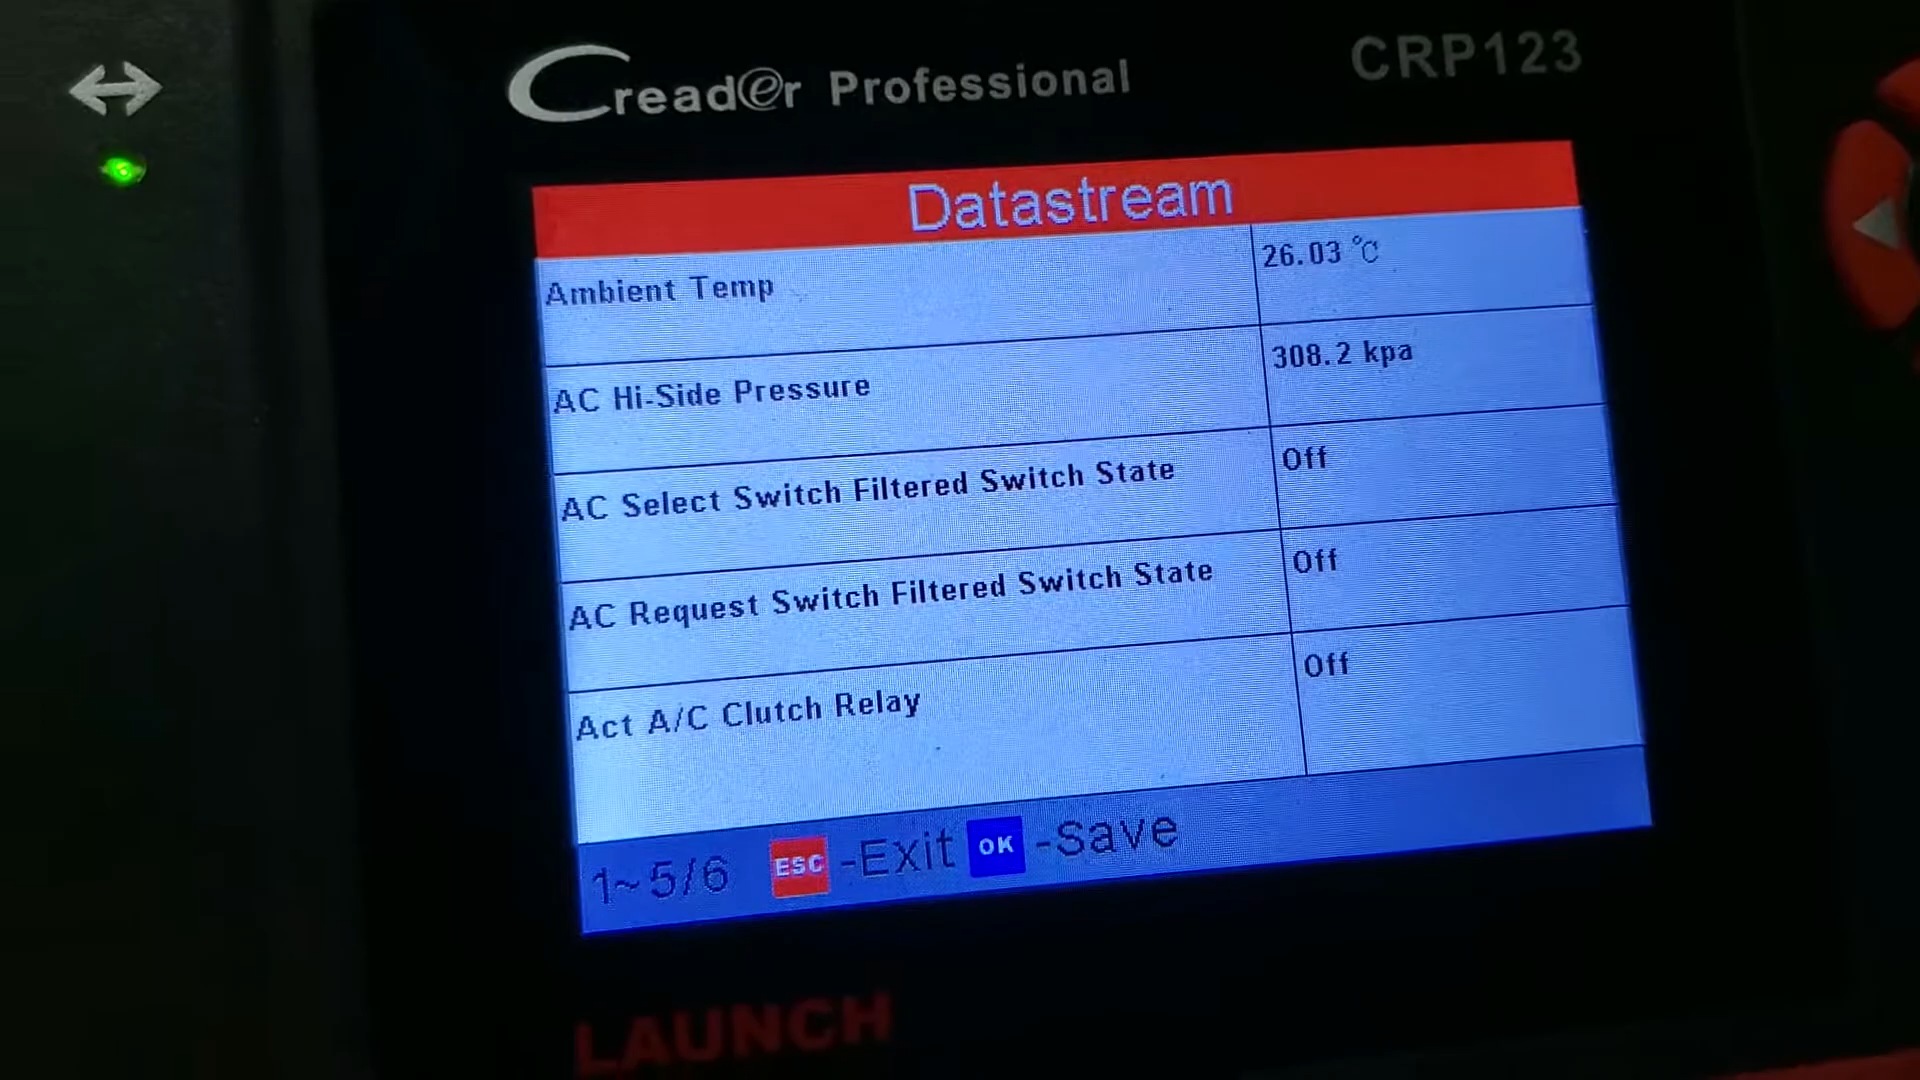 Creader Professional
CRP123
Datastream
Ambient Temp 26.03 ℃
AC Hi-Side Pressure 308.2 kpa
AC Select Switch Filtered Switch State Off
AC Request Switch Filtered Switch State Off
Act A/C Clutch Relay Off
1~5/6 ESC -Exit OK -Save
LAUNCH